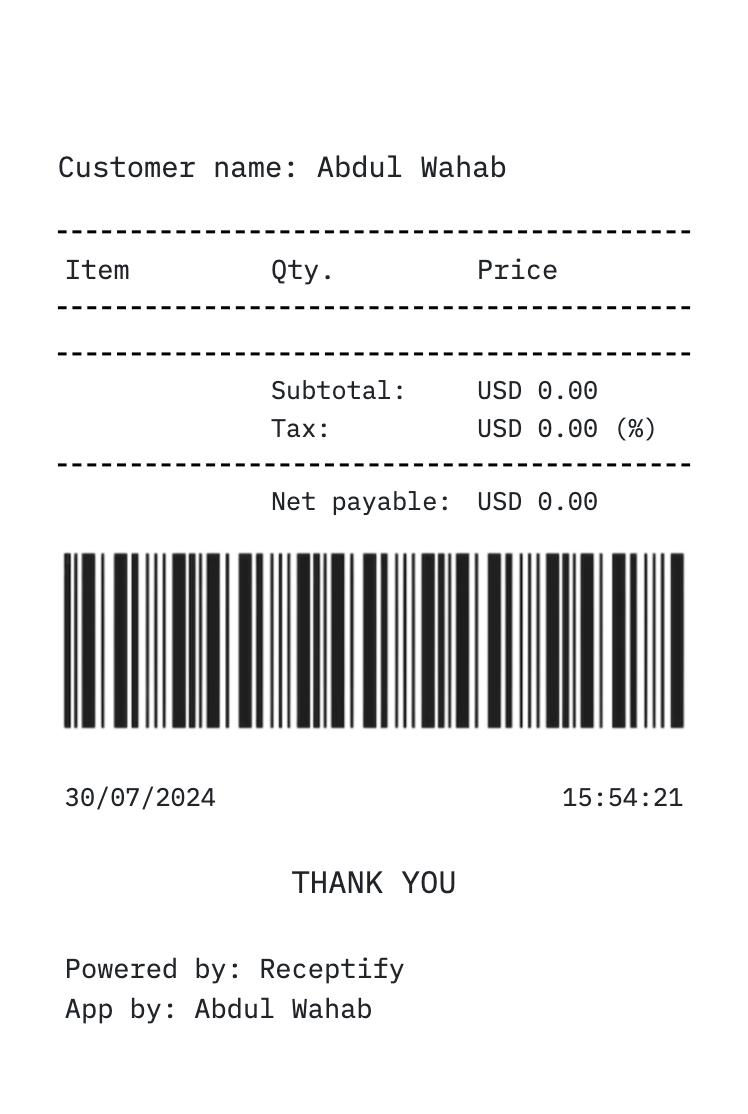 Customer name: Abdul Wahab
Item Qty. Price
Subtotal: USD 0.00
Tax: USD 0.00 (%)
Net payable: USD 0.00
30/07/2024 15:54:21
THANK YOU
Powered by: Receptify
App by: Abdul Wahab